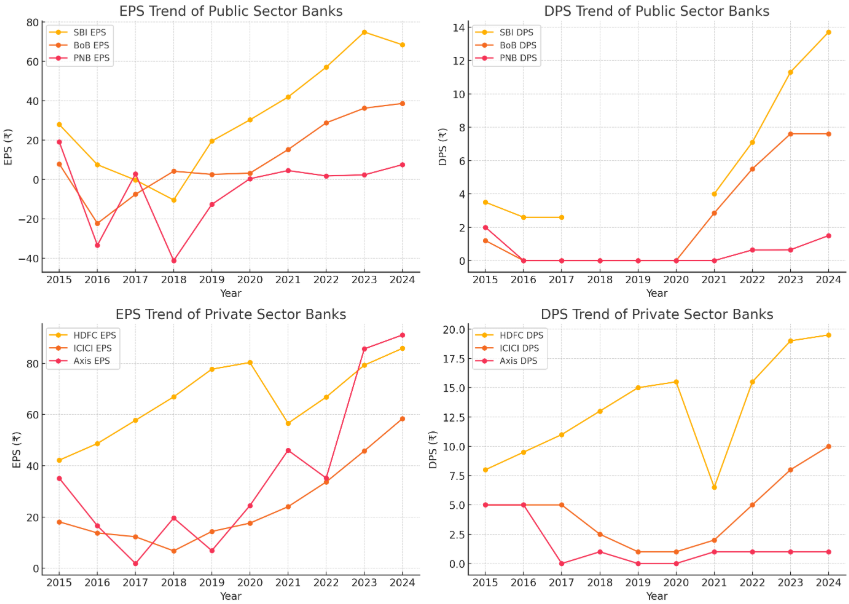 EPS Trend of Public Sector Banks
SBI EPS
BoB EPS
PNB EPS
80
60
40
20
0
−20
−40
EPS (₹)
2015 2016 2017 2018 2019 2020 2021 2022 2023 2024
Year
DPS Trend of Public Sector Banks
SBI DPS
BoB DPS
PNB DPS
14
12
10
8
6
4
2
0
DPS (₹)
2015 2016 2017 2018 2019 2020 2021 2022 2023 2024
Year
EPS Trend of Private Sector Banks
HDFC EPS
ICICI EPS
Axis EPS
80
60
40
20
0
EPS (₹)
2015 2016 2017 2018 2019 2020 2021 2022 2023 2024
Year
DPS Trend of Private Sector Banks
HDFC DPS
ICICI DPS
Axis DPS
20.0
17.5
15.0
12.5
10.0
7.5
5.0
2.5
0.0
DPS (₹)
2015 2016 2017 2018 2019 2020 2021 2022 2023 2024
Year